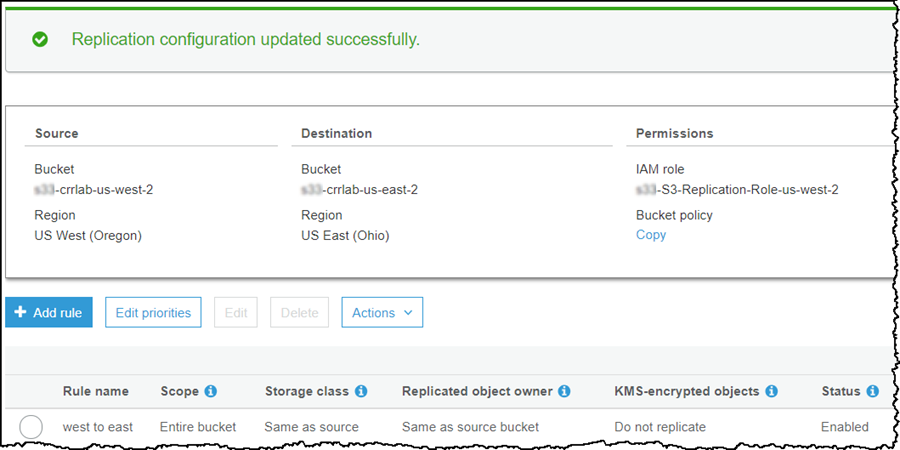 Replication configuration updated successfully.
Source Destination Permissions
Bucket Bucket IAM role
-crrlab-us-west-2 -crrlab-us-east-2 -S3-Replication-Role-us-west-2
Region Region Bucket policy
US West (Oregon) US East (Ohio) Copy
+ Add rule Edit priorities Edit Delete Actions
Rule name Scope Storage class Replicated object owner KMS-encrypted objects Status
west to east Entire bucket Same as source Same as source bucket Do not replicate Enabled